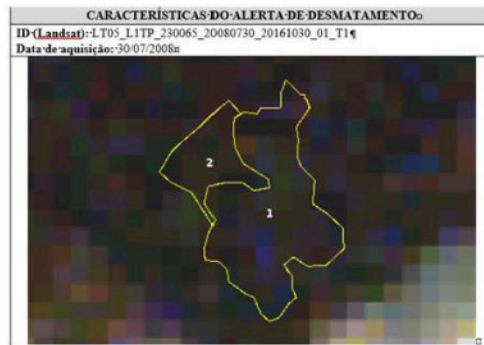 CARACTERÍSTICAS·DO·ALERTA·DE·DESMATAMENTO¤
ID·(Landsat):·LT05_L1TP_230065_20080730_20161030_01_T1¶
Data·de·aquisição:·30/07/2008¤
2
1